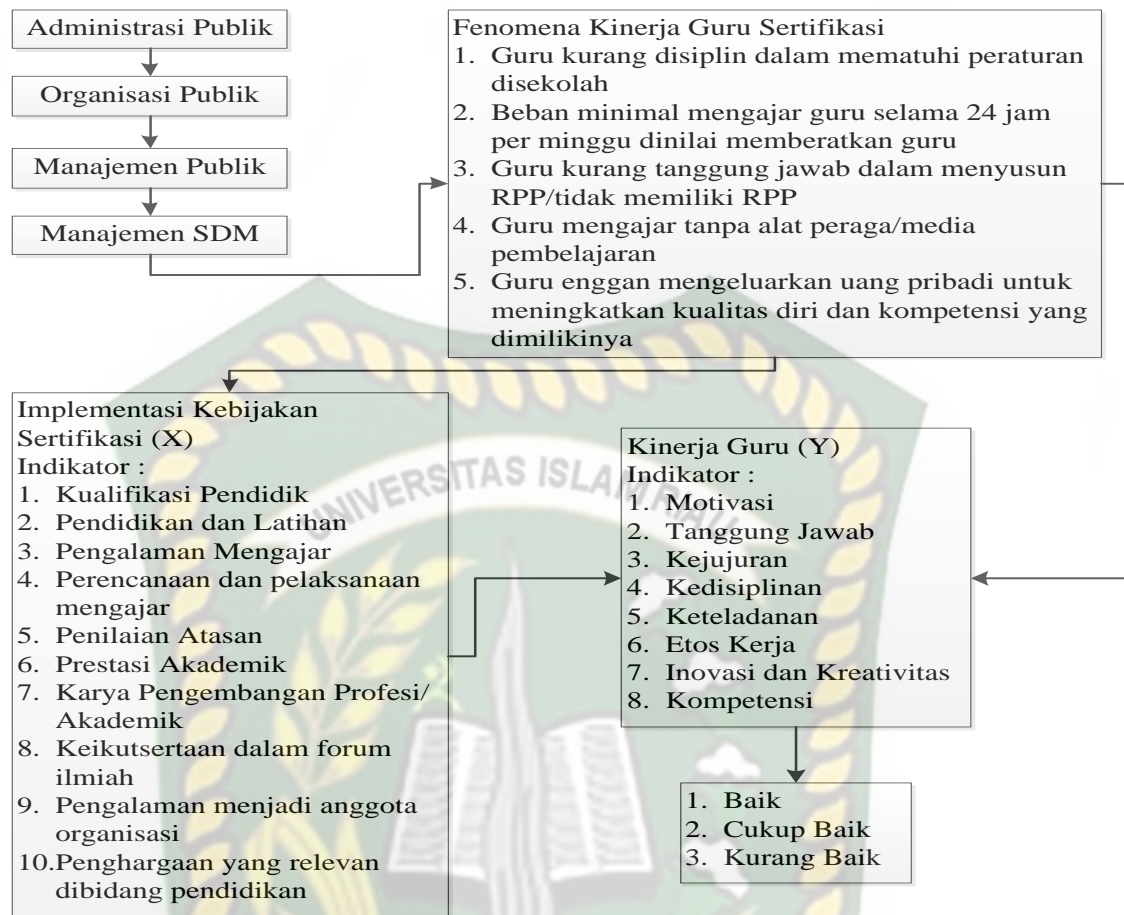 Administrasi Publik
Organisasi Publik
Manajemen Publik
Manajemen SDM
Fenomena Kinerja Guru Sertifikasi
1. Guru kurang disiplin dalam mematuhi peraturan
disekolah
2. Beban minimal mengajar guru selama 24 jam
per minggu dinilai memberatkan guru
3. Guru kurang tanggung jawab dalam menyusun
RPP/tidak memiliki RPP
4. Guru mengajar tanpa alat peraga/media
pembelajaran
5. Guru enggan mengeluarkan uang pribadi untuk
meningkatkan kualitas diri dan kompetensi yang
dimilikinya
Implementasi Kebijakan
Sertifikasi (X)
Indikator :
1. Kualifikasi Pendidik
2. Pendidikan dan Latihan
3. Pengalaman Mengajar
4. Perencanaan dan pelaksanaan
mengajar
5. Penilaian Atasan
6. Prestasi Akademik
7. Karya Pengembangan Profesi/
Akademik
8. Keikutsertaan dalam forum
ilmiah
9. Pengalaman menjadi anggota
organisasi
10.Penghargaan yang relevan
dibidang pendidikan
Kinerja Guru (Y)
Indikator :
1. Motivasi
2. Tanggung Jawab
3. Kejujuran
4. Kedisiplinan
5. Keteladanan
6. Etos Kerja
7. Inovasi dan Kreativitas
8. Kompetensi
1. Baik
2. Cukup Baik
3. Kurang Baik
UNIVERSITAS ISLAM RIAU